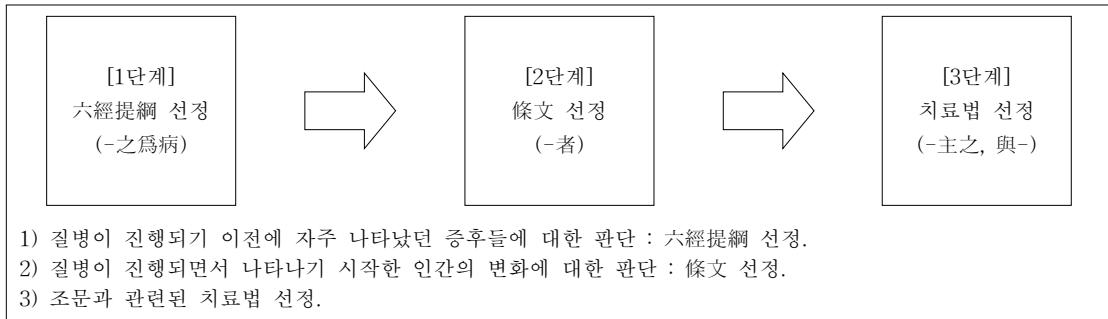 [1단계]
六經提綱 선정
(-之爲病)
[2단계]
條文 선정
(-者)
[3단계]
치료법 선정
(-主之, 與-)
1) 질병이 진행되기 이전에 자주 나타났던 증후들에 대한 판단 : 六經提綱 선정.
2) 질병이 진행되면서 나타나기 시작한 인간의 변화에 대한 판단 : 條文 선정.
3) 조문과 관련된 치료법 선정.